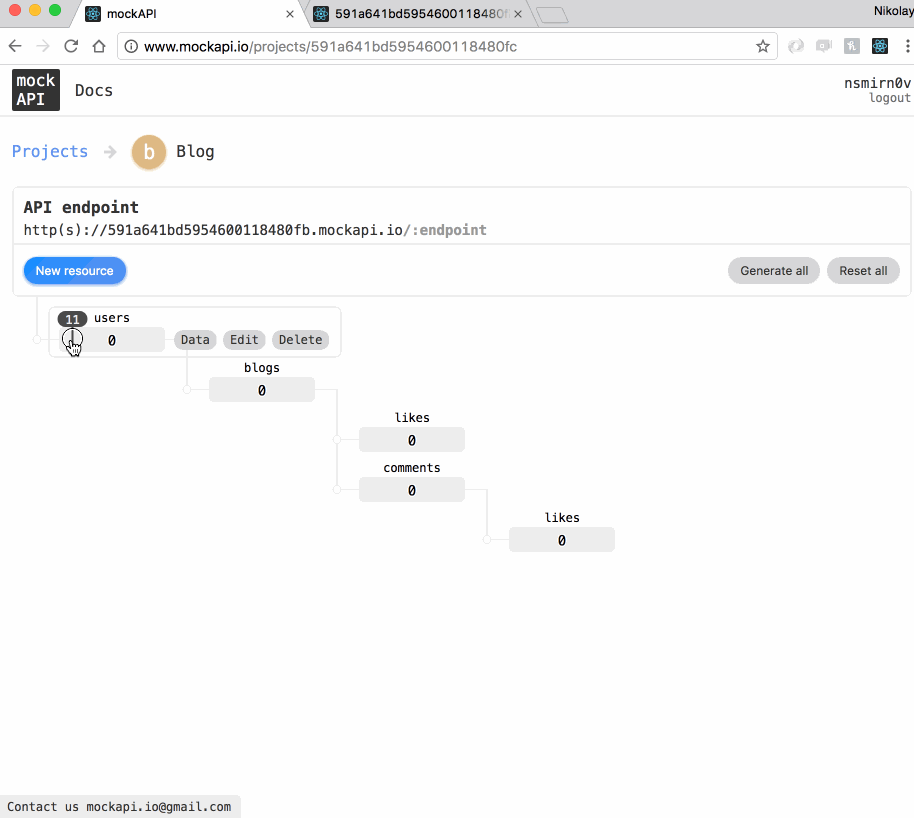 mockAPI
591a641bd5954600118480f
Nikolay
www.mockapi.io/projects/591a641bd5954600118480fc
mock
API
Docs
nsmirn0v
logout
Projects
b
Blog
API endpoint
http(s)://591a641bd5954600118480fb.mockapi.io/:endpoint
New resource
Generate all
Reset all
11
users
0
Data
Edit
Delete
blogs
0
likes
0
comments
0
likes
0
Contact us mockapi.io@gmail.com